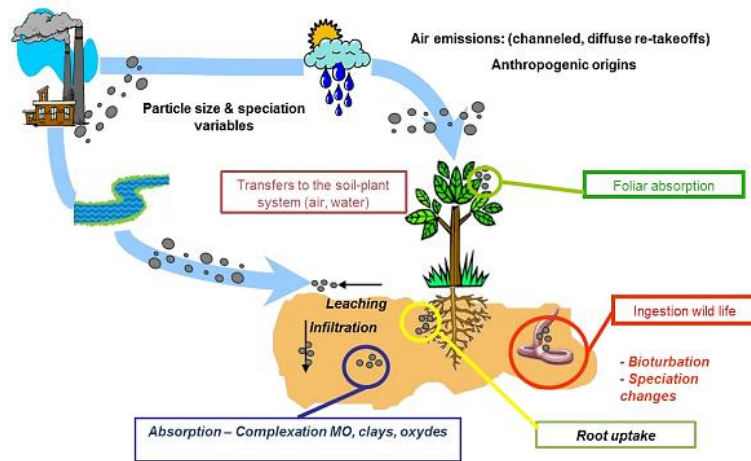 Air emissions: (channeled, diffuse re-takeoffs)
Anthropogenic origins
Particle size & speciation
variables
Transfers to the soil-plant
system (air, water)
Foliar absorption
Leaching
Infiltration
Ingestion wild life
- Bioturbation
- Speciation
changes
Absorption – Complexation MO, clays, oxydes
Root uptake